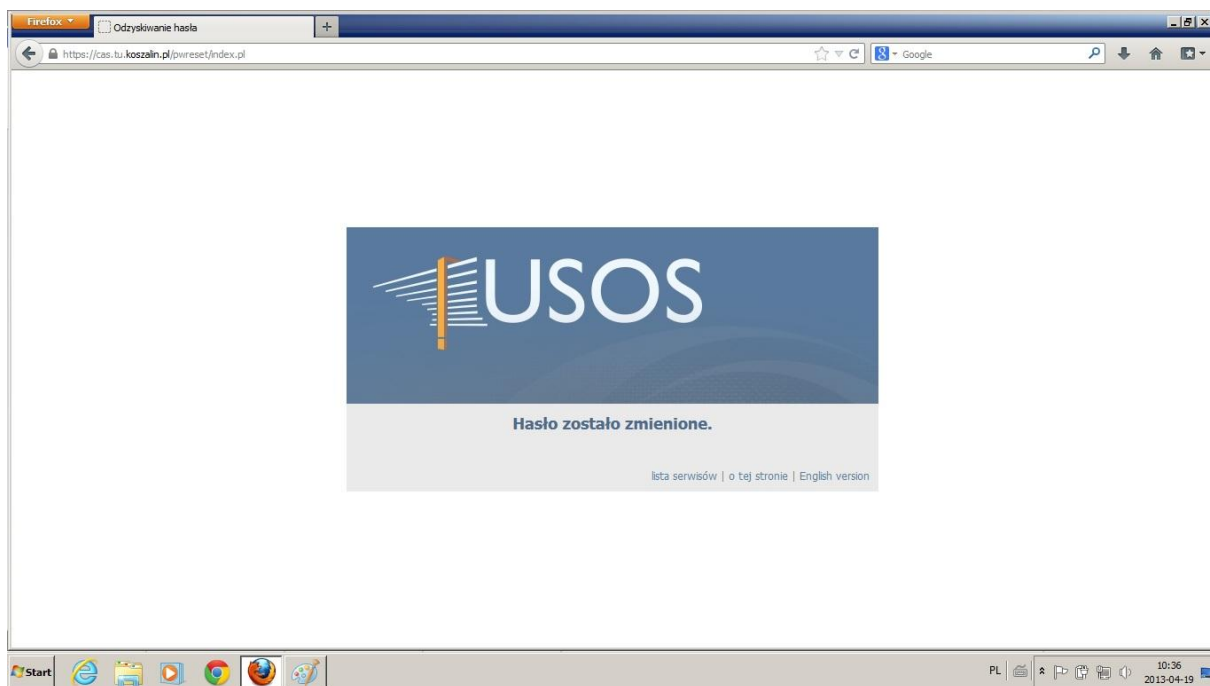 Firefox
Odzyskiwanie hasła
https://cas.tu.koszalin.pl/pwreset/index.pl
Google
USOS
Hasło zostało zmienione.
lista serwisów | o tej stronie | English version
Start
PL
10:36
2013-04-19